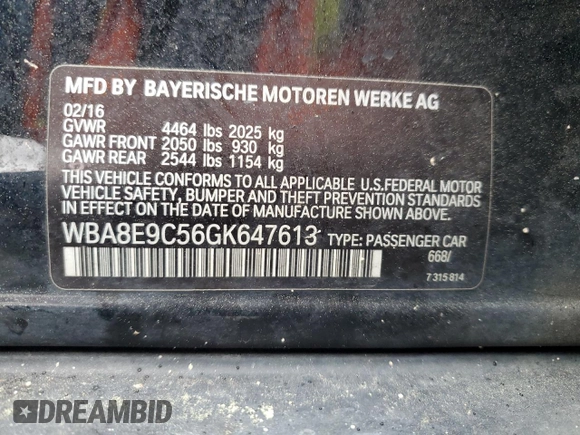 MFD BY BAYERISCHE MOTOREN WERKE AG
02/16
GVWR 4464 lbs 2025 kg
GAWR FRONT 2050 lbs 930 kg
GAWR REAR 2544 lbs 1154 kg
THIS VEHICLE CONFORMS TO ALL APPLICABLE U.S.FEDERAL MOTOR
VEHICLE SAFETY, BUMPER AND THEFT PREVENTION STANDARDS
IN EFFECT ON THE DATE OF MANUFACTURE SHOWN ABOVE.
WBA8E9C56GK647613 TYPE: PASSENGER CAR
668/
7 315 814
DREAMBID